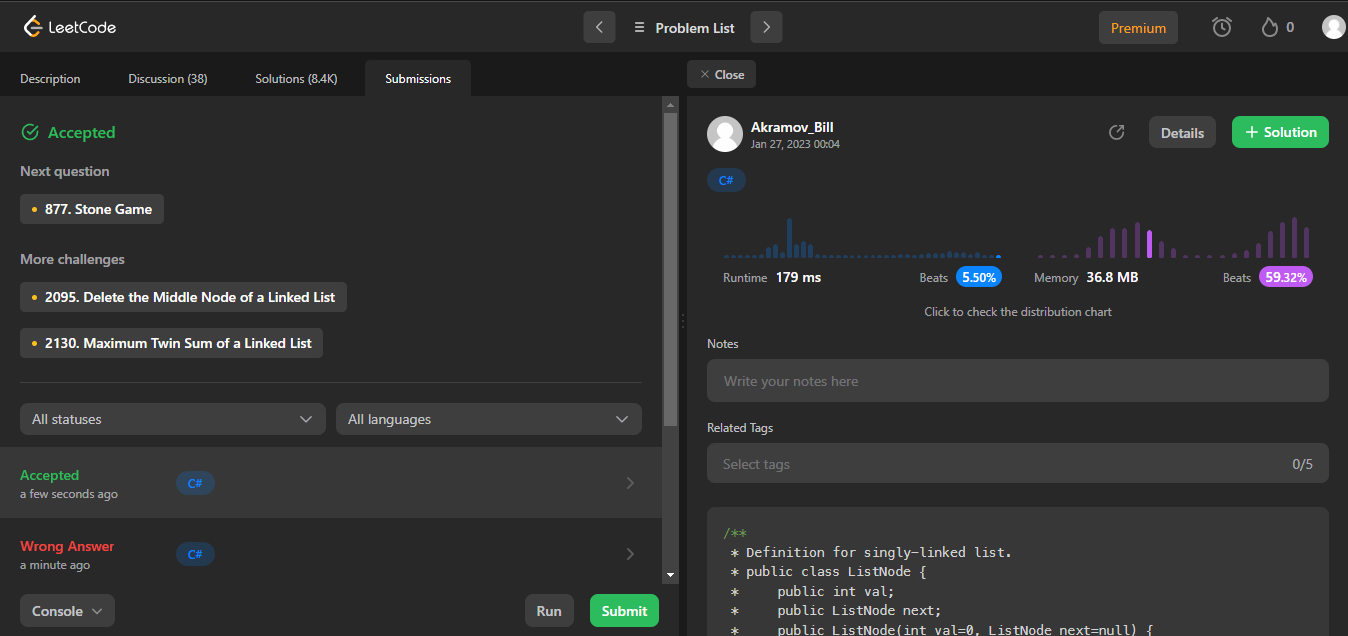 LeetCode
Problem List
Premium
0
Description
Discussion (38)
Solutions (8.4K)
Submissions
Accepted
Next question
877. Stone Game
More challenges
2095. Delete the Middle Node of a Linked List
2130. Maximum Twin Sum of a Linked List
All statuses
All languages
Accepted
a few seconds ago
C#
Wrong Answer
a minute ago
C#
Console
Run
Submit
Close
Akramov_Bill
Jan 27, 2023 00:04
Details
+ Solution
C#
Runtime 179 ms
Beats 5.50%
Memory 36.8 MB
Beats 59.32%
Click to check the distribution chart
Notes
Write your notes here
Related Tags
Select tags
0/5
/**
* Definition for singly-linked list.
* public class ListNode {
*     public int val;
*     public ListNode next;
*     public ListNode(int val=0, ListNode next=null) {